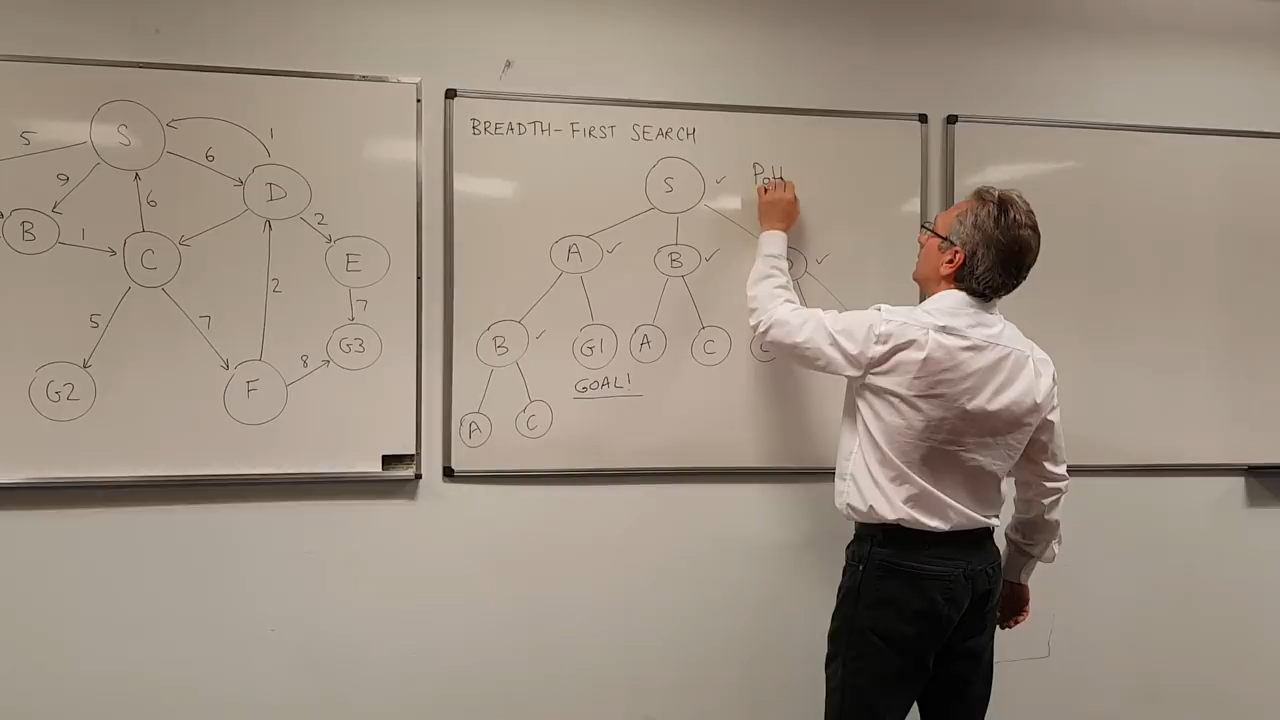 5
S
1
9
6
6
D
B
1
C
2
E
5
7
2
7
G3
G2
F
8
BREADTH-FIRST SEARCH
S ✓ Path
A ✓ B ✓ ✓
B ✓ G1 A C C
GOAL!
A C